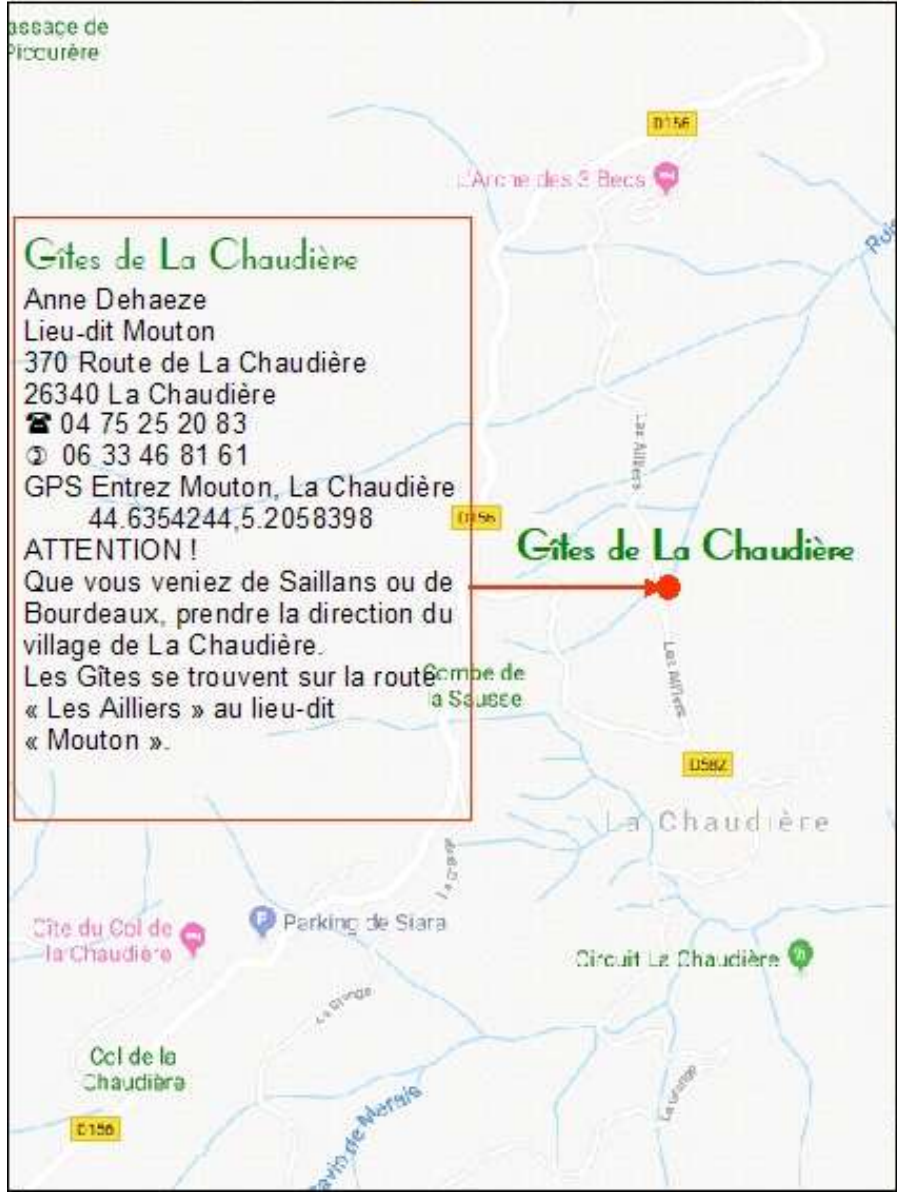 Piccurère
D156
L'Arche des 3 Becs
Gîtes de La Chaudière
Anne Dehaeze
Lieu-dit Mouton
370 Route de La Chaudière
26340 La Chaudière
☎ 04 75 25 20 83
06 33 46 81 61
GPS Entrez Mouton, La Chaudière
44.6354244,5.2058398
ATTENTION !
Que vous veniez de Saillans ou de
Bourdeaux, prendre la direction du
village de La Chaudière.
Les Gîtes se trouvent sur la route
« Les Ailliers » au lieu-dit
« Mouton ».
Les Ailliers
D156
Gîtes de La Chaudière
Les Ailliers
Combe de
la Sausse
D582
La Chaudière
La Grange
Gîte du Col de
la Chaudière
Parking de Siara
Circuit La Chaudière
La Grange
Col de la
Chaudière
La Grange
D156
Ravin de Marais